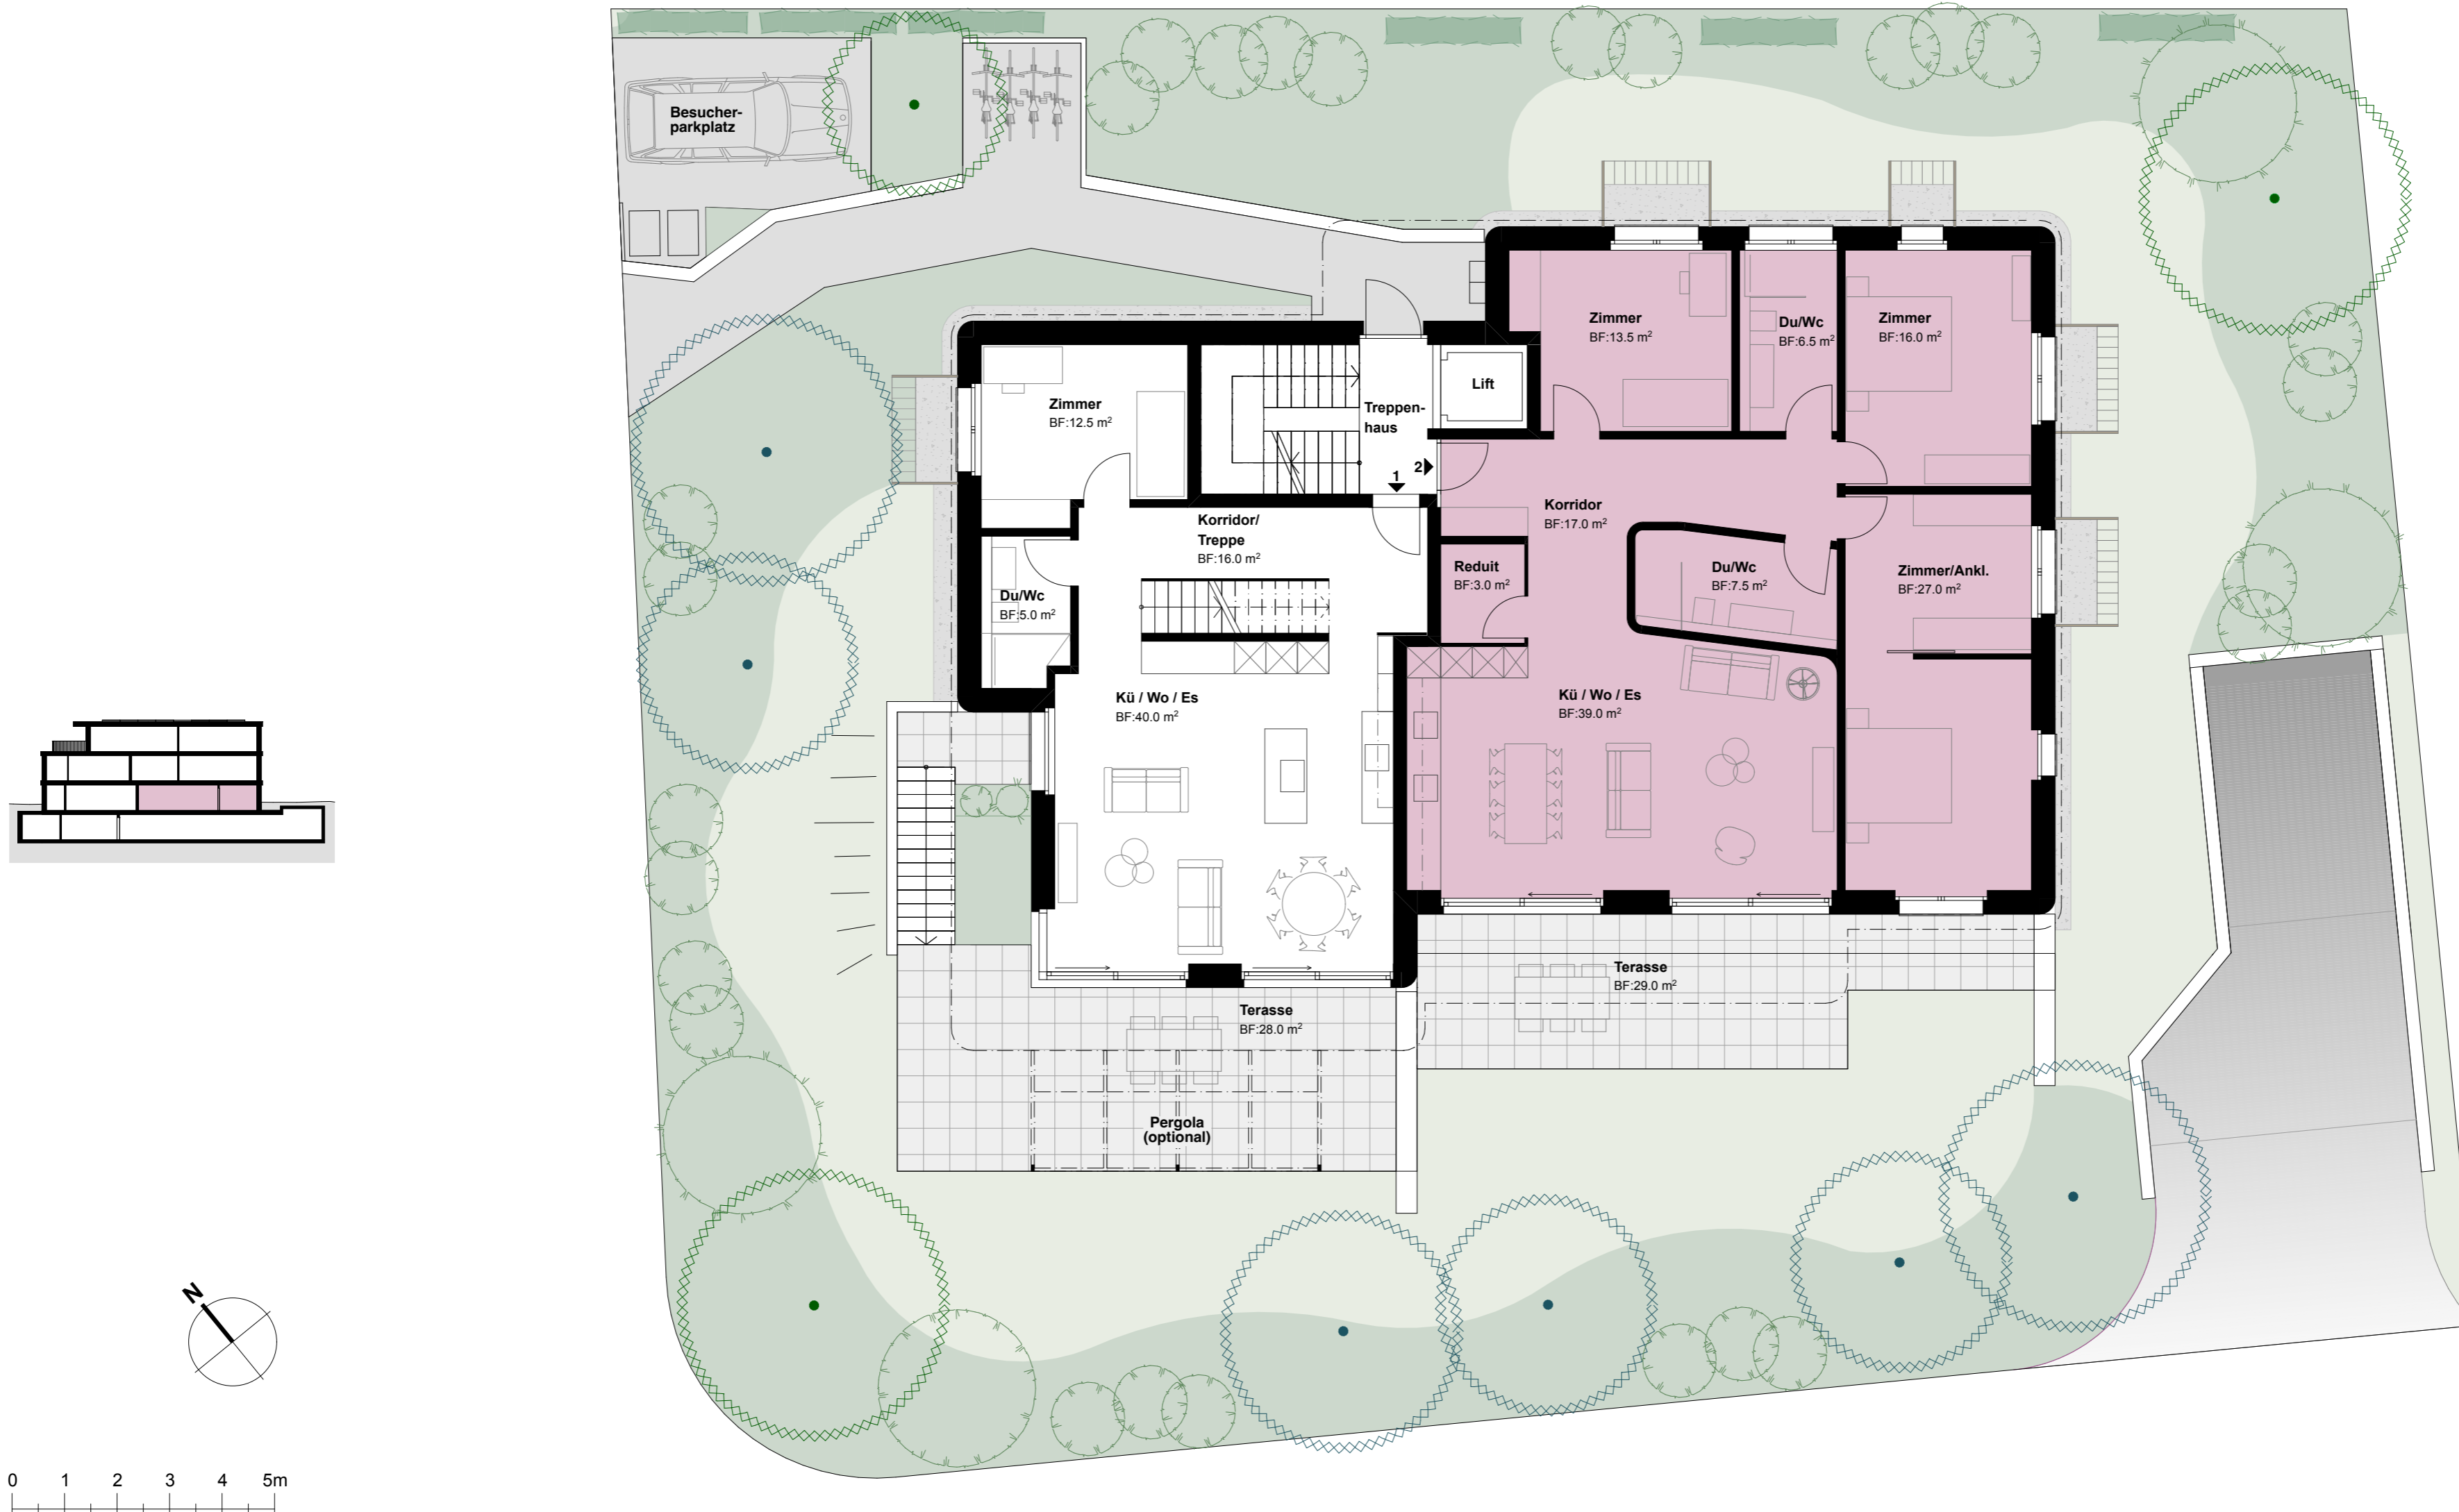 Besucher-
parkplatz
Zimmer
BF:13.5 m²
Du/Wc
BF:6.5 m²
Zimmer
BF:16.0 m²
Lift
Treppen-
haus
Zimmer
BF:12.5 m²
2
1
Korridor/
Treppe
BF:16.0 m²
Korridor
BF:17.0 m²
Reduit
BF:3.0 m²
Du/Wc
BF:7.5 m²
Zimmer/Ankl.
BF:27.0 m²
Du/Wc
BF:5.0 m²
Kü / Wo / Es
BF:40.0 m²
Kü / Wo / Es
BF:39.0 m²
Terasse
BF:29.0 m²
Terasse
BF:28.0 m²
Pergola
(optional)
N
0 1 2 3 4 5m